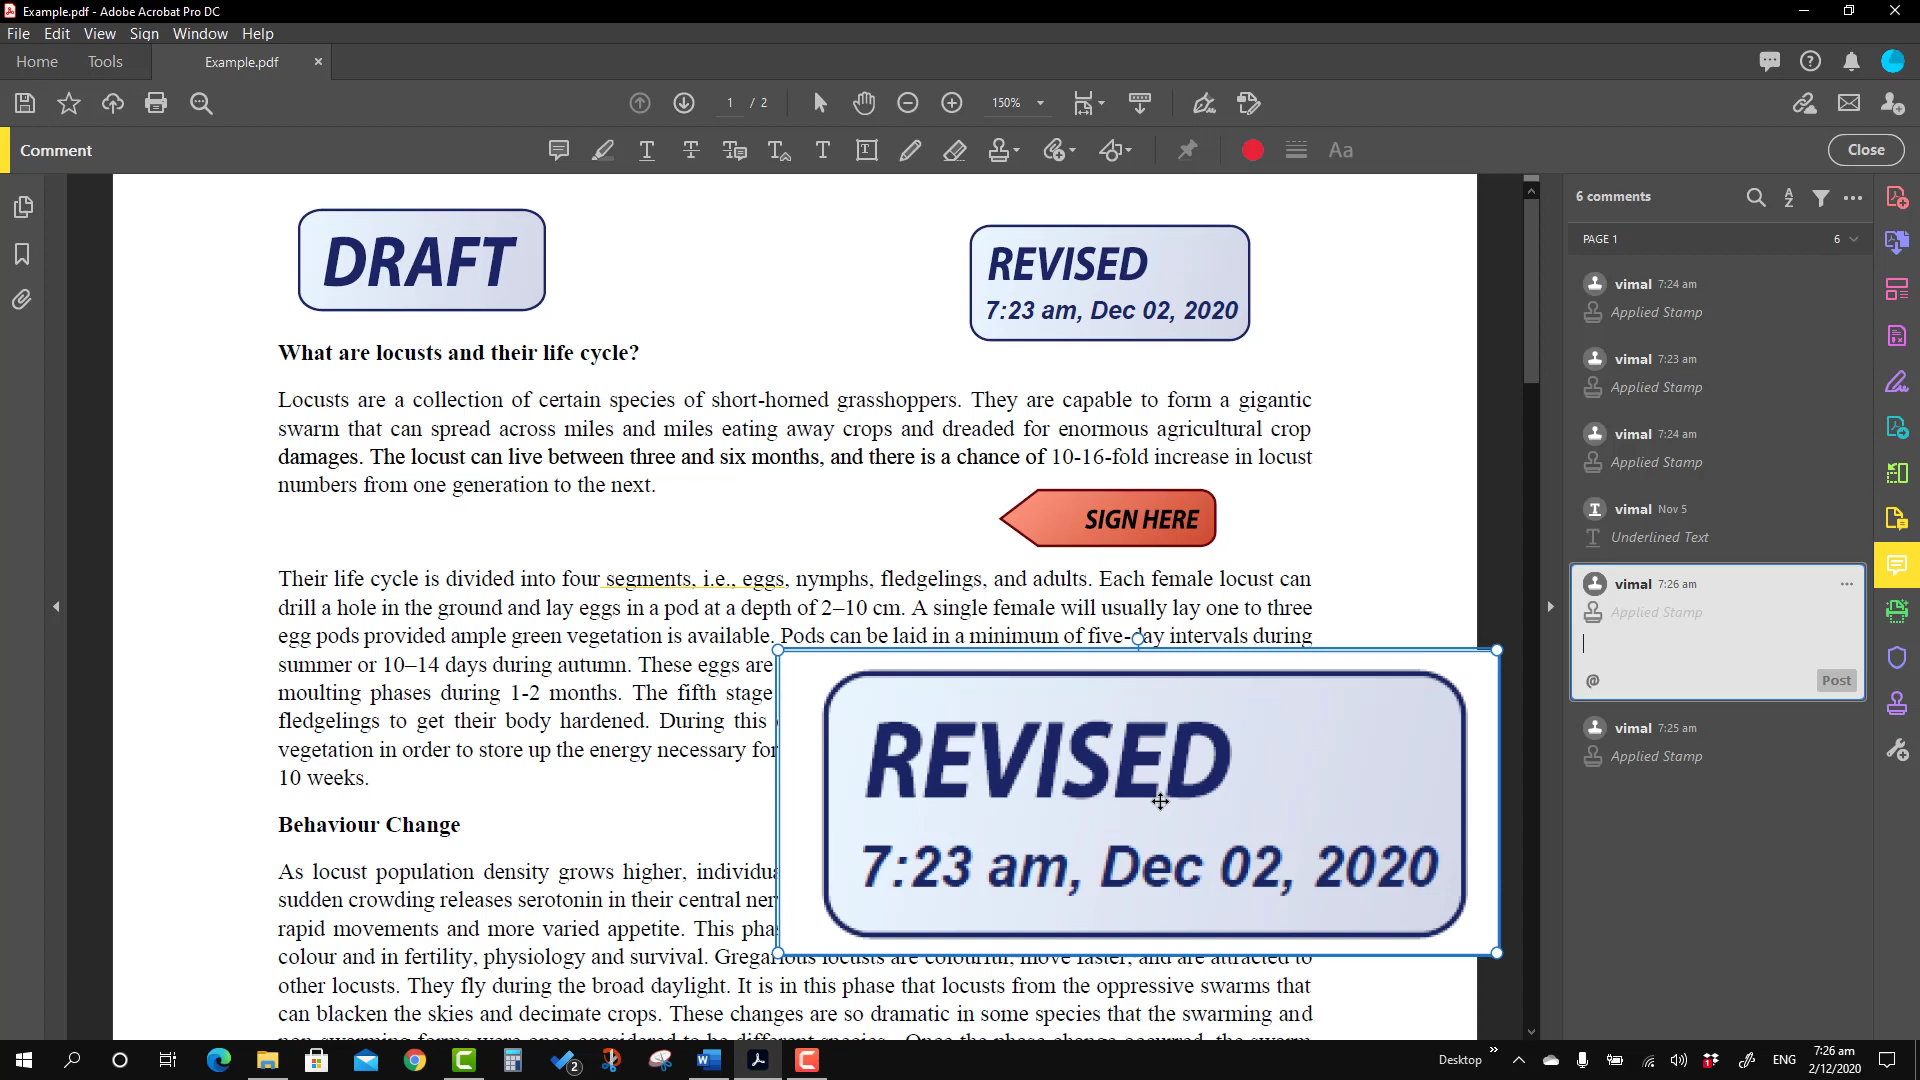 Example.pdf - Adobe Acrobat Pro DC
File Edit View Sign Window Help
Home Tools Example.pdf
1 / 2 150%
Comment Aa Close
6 comments
PAGE 1 6
vimal 7:24 am
Applied Stamp
vimal 7:23 am
Applied Stamp
vimal 7:24 am
Applied Stamp
vimal Nov 5
Underlined Text
vimal 7:26 am
Applied Stamp
@ Post
vimal 7:25 am
Applied Stamp
DRAFT
REVISED
7:23 am, Dec 02, 2020
What are locusts and their life cycle?
Locusts are a collection of certain species of short-horned grasshoppers. They are capable to form a gigantic
swarm that can spread across miles and miles eating away crops and dreaded for enormous agricultural crop
damages. The locust can live between three and six months, and there is a chance of 10-16-fold increase in locust
numbers from one generation to the next.
SIGN HERE
Their life cycle is divided into four segments, i.e., eggs, nymphs, fledgelings, and adults. Each female locust can
drill a hole in the ground and lay eggs in a pod at a depth of 2–10 cm. A single female will usually lay one to three
egg pods provided ample green vegetation is available. Pods can be laid in a minimum of five-day intervals during
summer or 10–14 days during autumn. These eggs are
moulting phases during 1-2 months. The fifth stage
fledgelings to get their body hardened. During this
vegetation in order to store up the energy necessary for
10 weeks.
REVISED
7:23 am, Dec 02, 2020
Behaviour Change
As locust population density grows higher, individua
sudden crowding releases serotonin in their central ner
rapid movements and more varied appetite. This pha
colour and in fertility, physiology and survival. Gregarious locusts are colourful, move faster, and are attracted to
other locusts. They fly during the broad daylight. It is in this phase that locusts from the oppressive swarms that
can blacken the skies and decimate crops. These changes are so dramatic in some species that the swarming and
Desktop ENG 7:26 am
2/12/2020